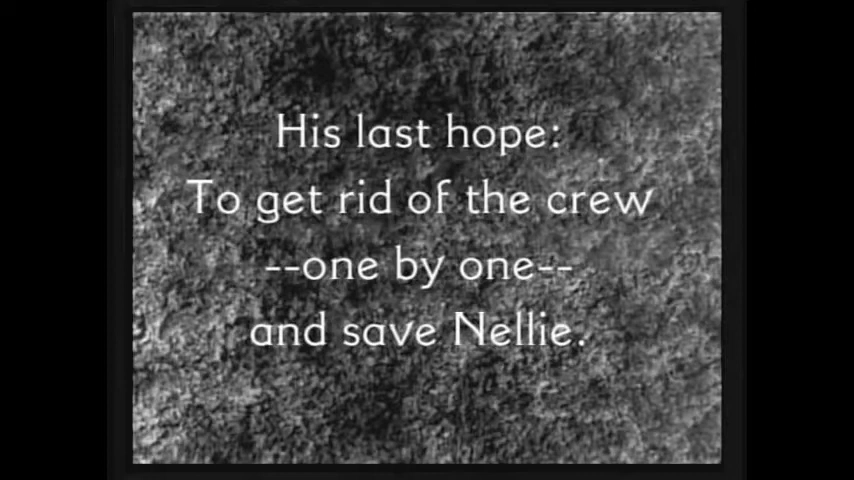 His last hope:
To get rid of the crew
--one by one--
and save Nellie.